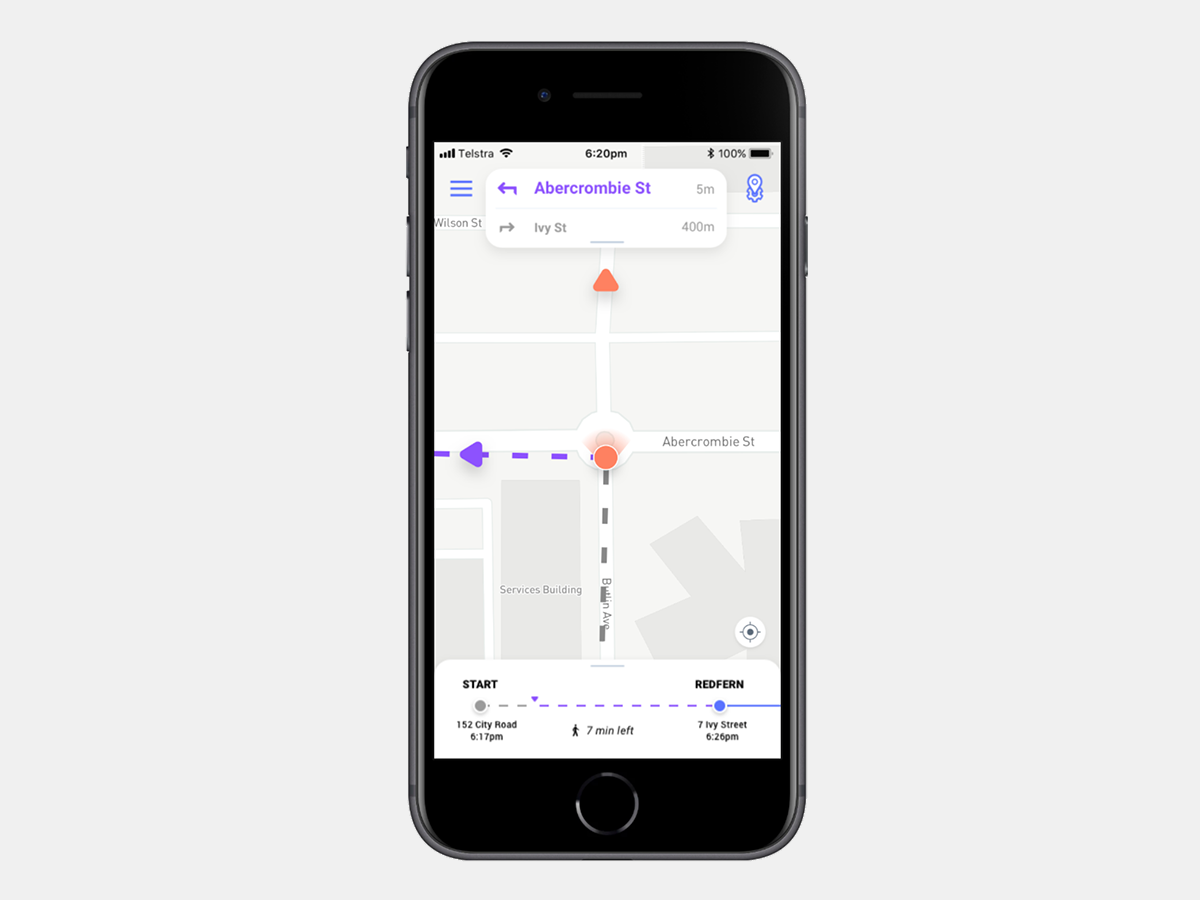 Telstra 6:20pm 100%
Abercrombie St 5m
Wilson St
Ivy St 400m
Abercrombie St
Services Building
Butlin Ave
START REDFERN
152 City Road 7 Ivy Street
6:17pm 7 min left 6:26pm